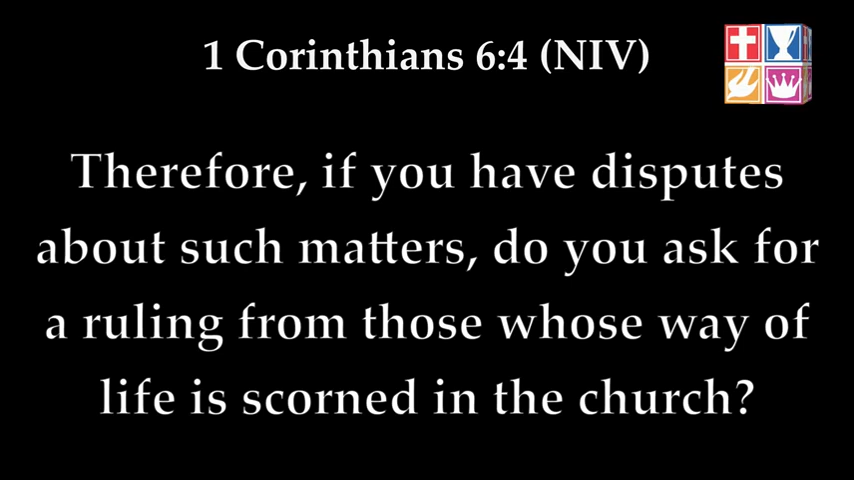 1 Corinthians 6:4 (NIV)
Therefore, if you have disputes
about such matters, do you ask for
a ruling from those whose way of
life is scorned in the church?